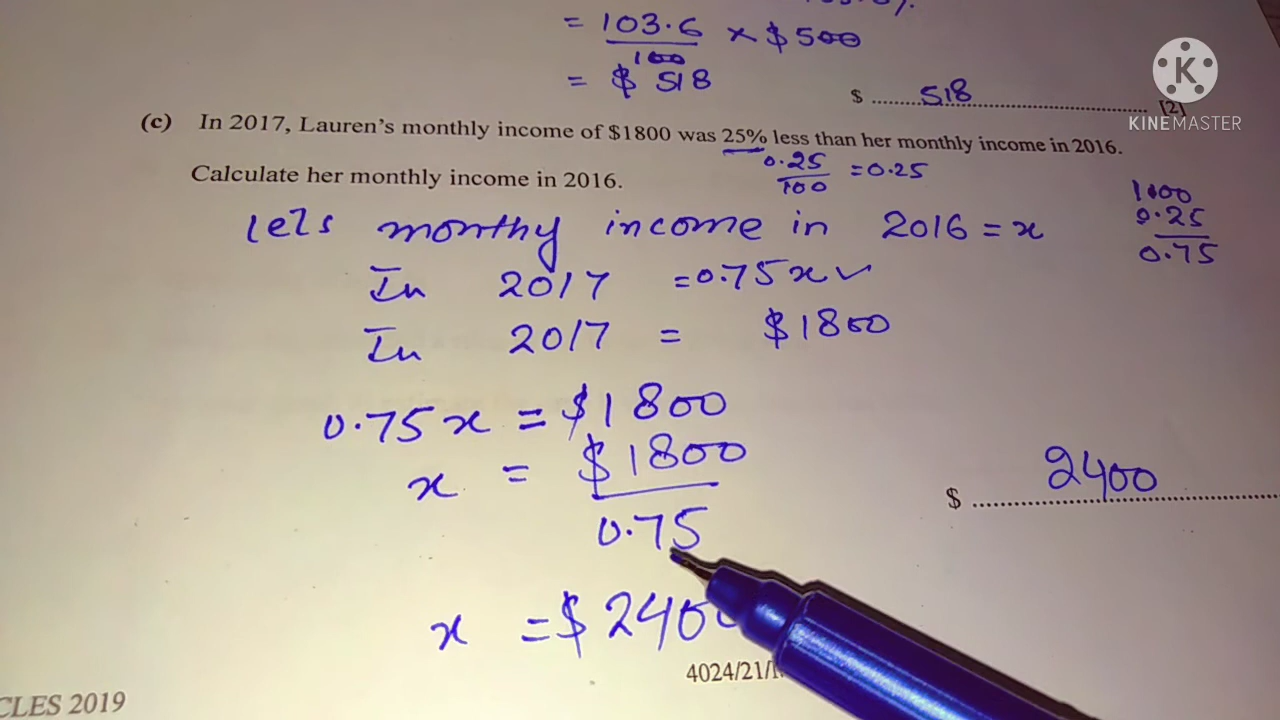 = 103.6 × $500
100
= $ 518
$ ........518........ [2]
KINEMASTER
(c) In 2017, Lauren's monthly income of $1800 was 25% less than her monthly income in 2016.
0.25 = 0.25
100
Calculate her monthly income in 2016.
1.00
0.25
0.75
lets monthy income in 2016 = x
In 2017 = 0.75x ✓
In 2017 = $1800
0.75x = $1800
x = $1800
0.75
$ ........2400........
x = $2400
4024/21/
CLES 2019